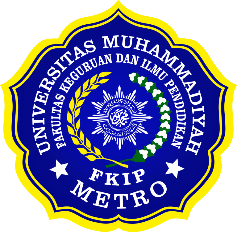 UNIVERSITAS MUHAMMADIYAH
FAKULTAS KEGURUAN DAN ILMU PENDIDIKAN
FKIP
METRO